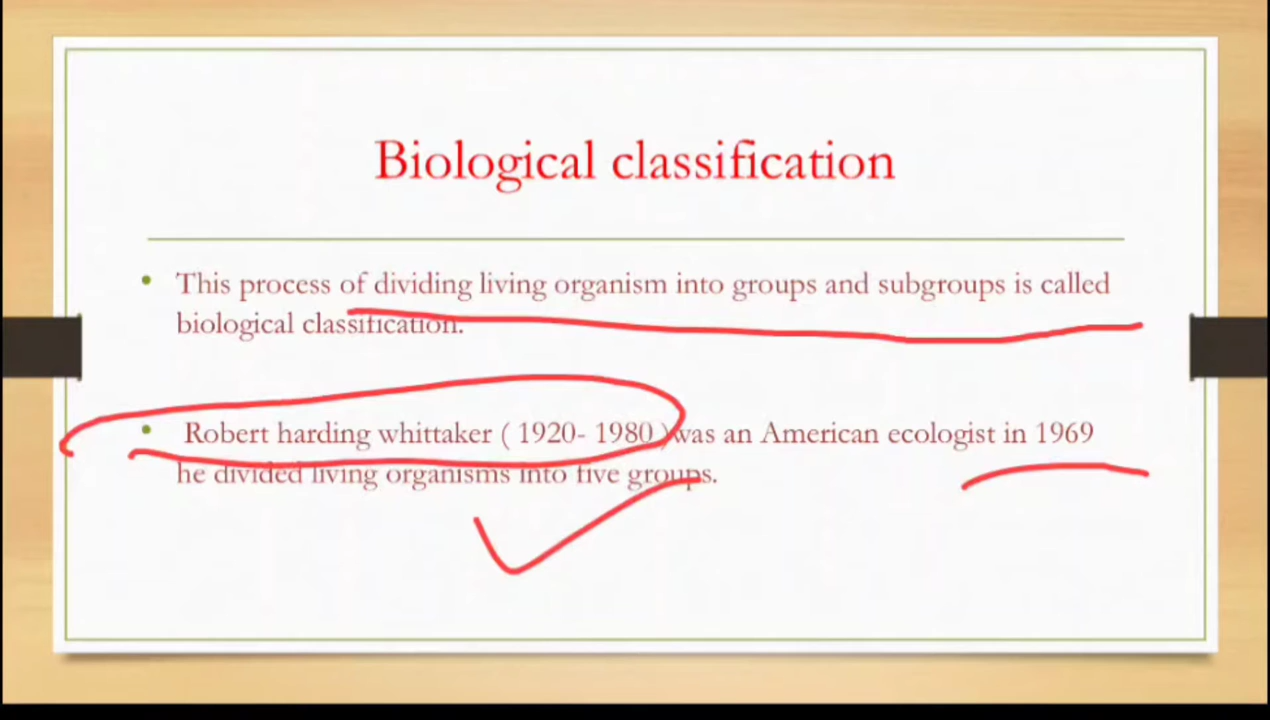 Biological classification
• This process of dividing living organism into groups and subgroups is called
biological classification.
• Robert harding whittaker ( 1920- 1980 )was an American ecologist in 1969
he divided living organisms into five groups.